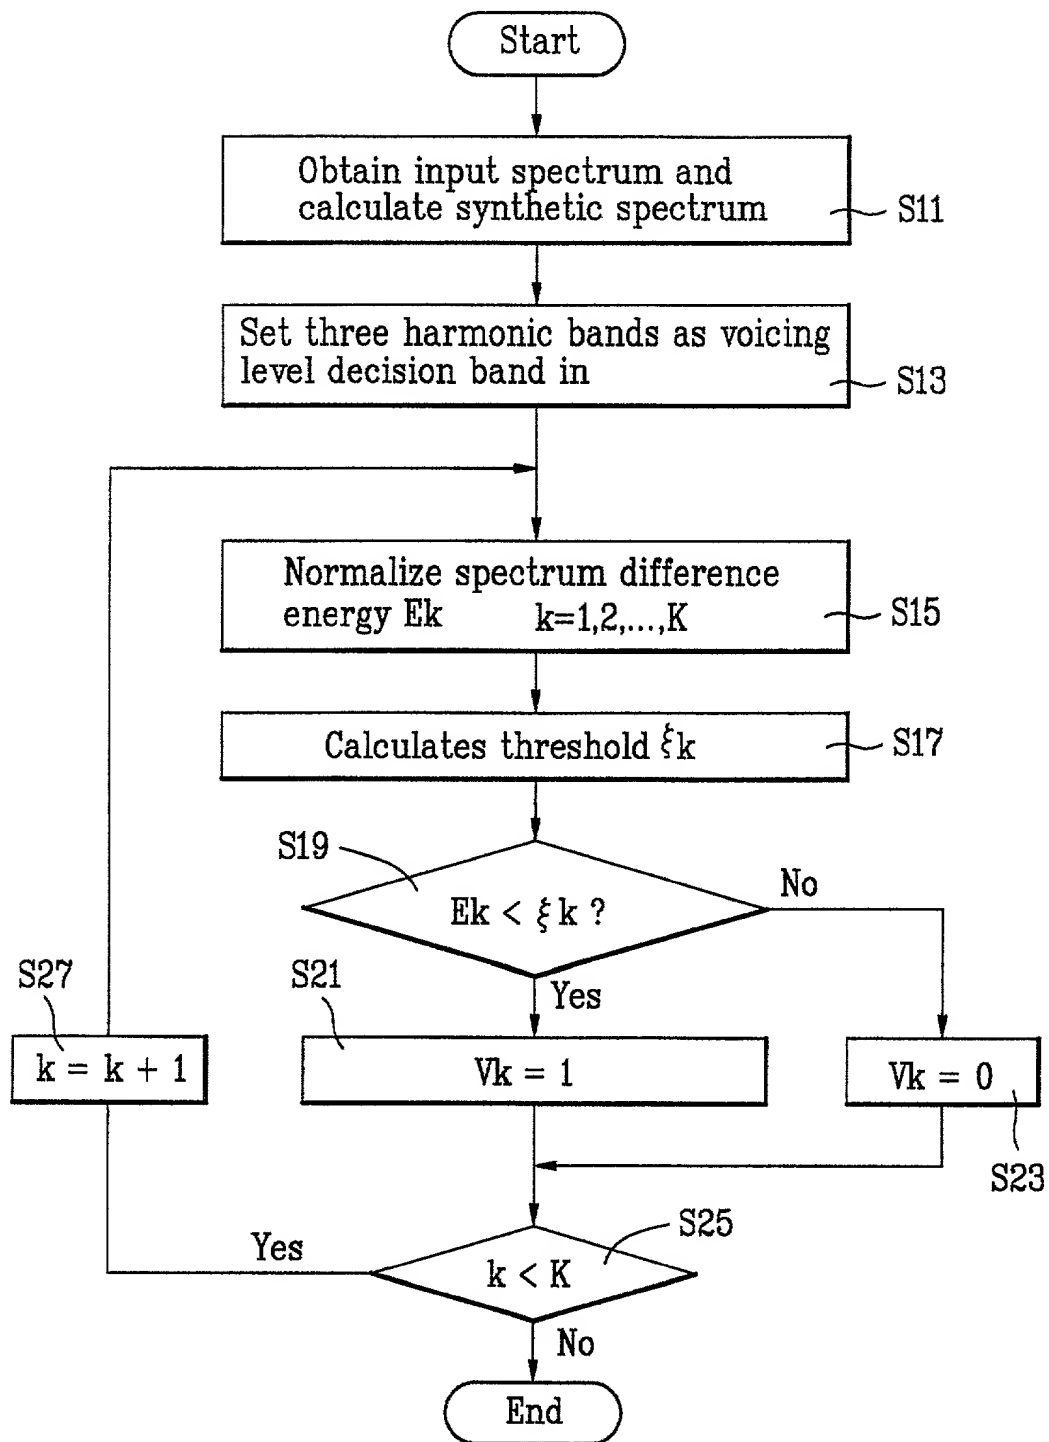 Start
Obtain input spectrum and
calculate synthetic spectrum
S11
Set three harmonic bands as voicing
level decision band in
S13
Normalize spectrum difference
energy Ek k=1,2,...,K
S15
Calculates threshold ξk
S17
S19
Ek < ξk ?
No
Yes
S27
k = k + 1
S21
Vk = 1
Vk = 0
S23
S25
k < K
Yes
No
End